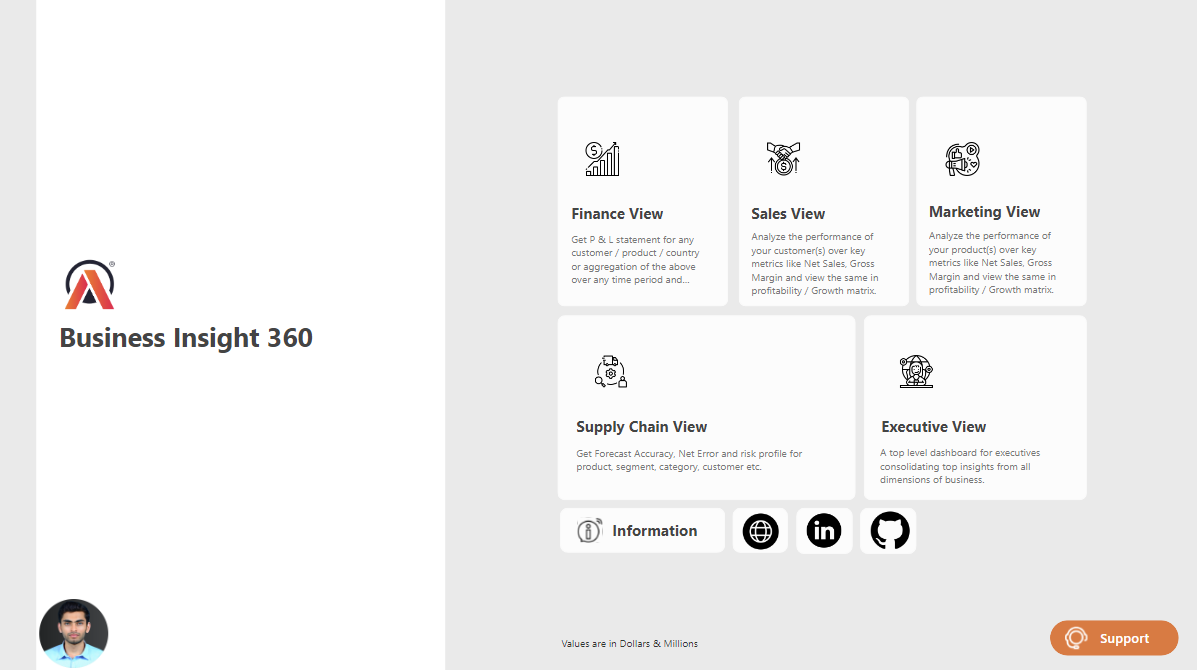 Business Insight 360
Finance View
Get P & L statement for any
customer / product / country
or aggregation of the above
over any time period and...
Sales View
Analyze the performance of
your customer(s) over key
metrics like Net Sales, Gross
Margin and view the same in
profitability / Growth matrix.
Marketing View
Analyze the performance of
your product(s) over key
metrics like Net Sales, Gross
Margin and view the same in
profitability / Growth matrix.
Supply Chain View
Get Forecast Accuracy, Net Error and risk profile for
product, segment, category, customer etc.
Executive View
A top level dashboard for executives
consolidating top insights from all
dimensions of business.
Information
in
Values are in Dollars & Millions
Support